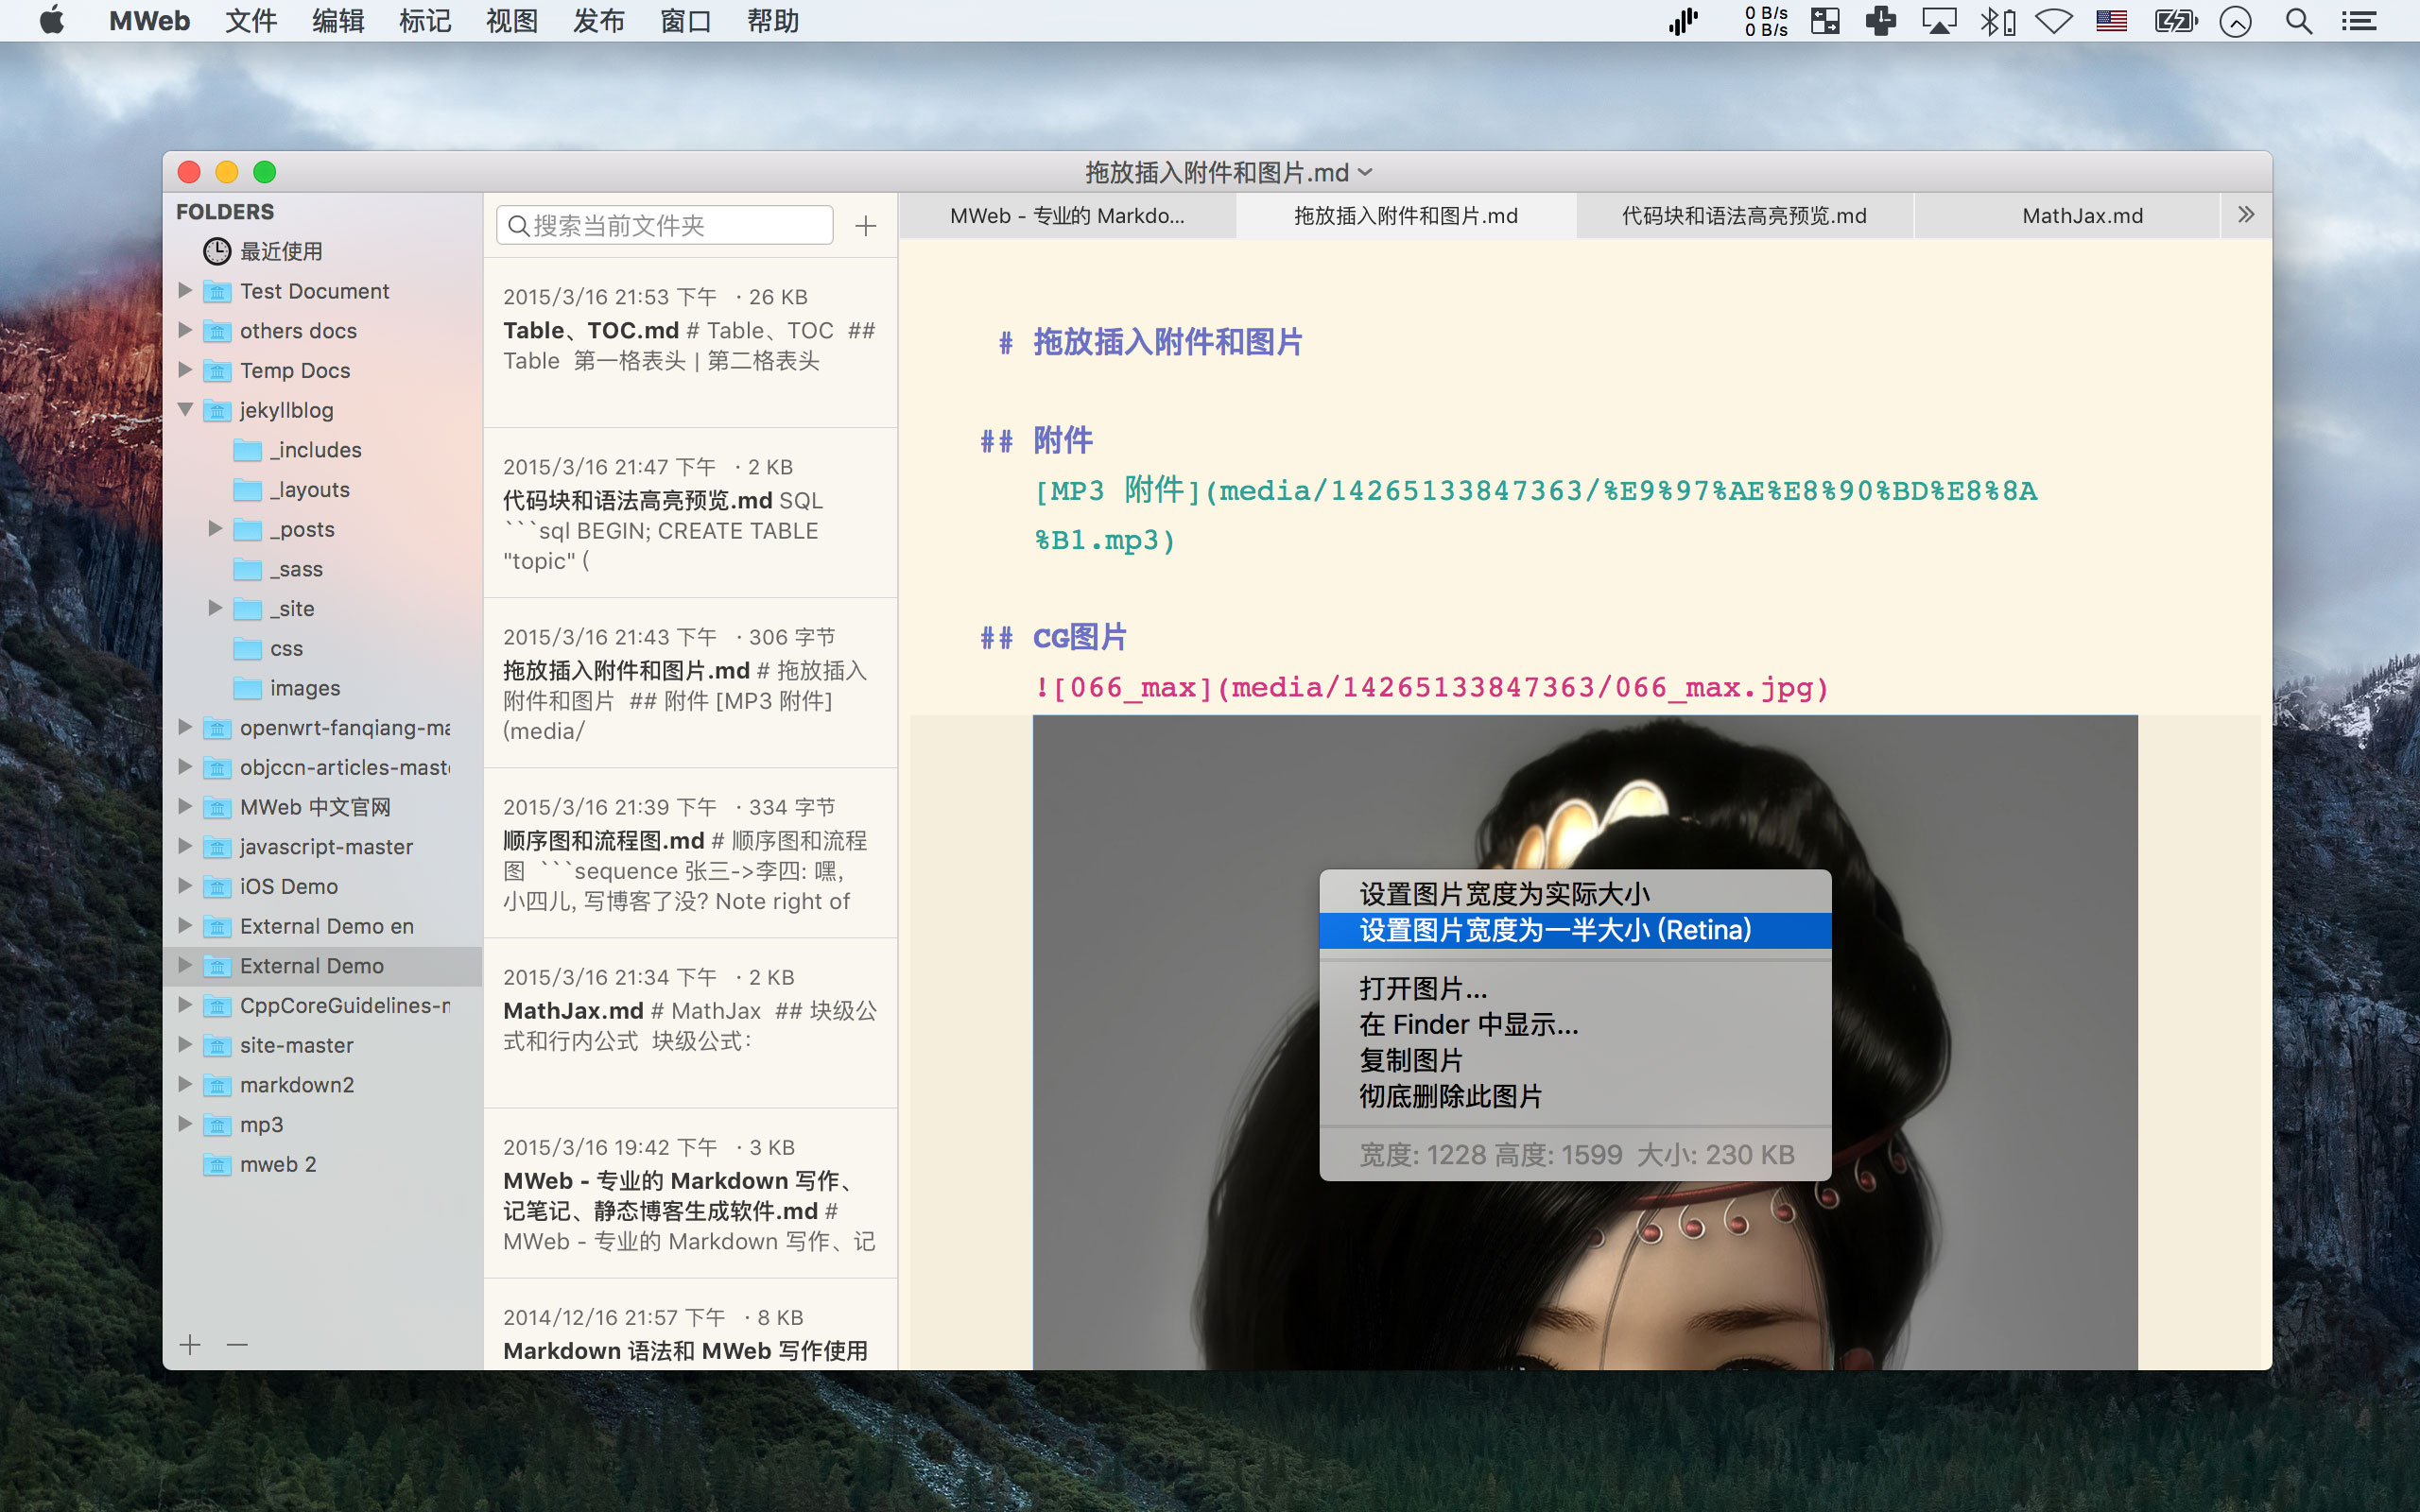 MWeb 文件 编辑 标记 视图 发布 窗口 帮助
0 B/s
0 B/s
拖放插入附件和图片.md
FOLDERS
最近使用
Test Document
others docs
Temp Docs
jekyllblog
_includes
_layouts
_posts
_sass
_site
css
images
openwrt-fanqiang-ma
objccn-articles-maste
MWeb 中文官网
javascript-master
iOS Demo
External Demo en
External Demo
CppCoreGuidelines-m
site-master
markdown2
mp3
mweb 2
搜索当前文件夹
2015/3/16 21:53 下午 · 26 KB
Table、TOC.md # Table、TOC ##
Table 第一格表头 | 第二格表头
2015/3/16 21:47 下午 · 2 KB
代码块和语法高亮预览.md SQL
```sql BEGIN; CREATE TABLE
"topic" (
2015/3/16 21:43 下午 · 306 字节
拖放插入附件和图片.md # 拖放插入
附件和图片 ## 附件 [MP3 附件]
(media/
2015/3/16 21:39 下午 · 334 字节
顺序图和流程图.md # 顺序图和流程
图 ```sequence 张三->李四: 嘿,
小四儿, 写博客了没? Note right of
2015/3/16 21:34 下午 · 2 KB
MathJax.md # MathJax ## 块级公
式和行内公式 块级公式：
2015/3/16 19:42 下午 · 3 KB
MWeb - 专业的 Markdown 写作、
记笔记、静态博客生成软件.md #
MWeb - 专业的 Markdown 写作、记
2014/12/16 21:57 下午 · 8 KB
Markdown 语法和 MWeb 写作使用
MWeb - 专业的 Markdo...
拖放插入附件和图片.md
代码块和语法高亮预览.md
MathJax.md
# 拖放插入附件和图片
## 附件
[MP3 附件](media/14265133847363/%E9%97%AE%E8%90%BD%E8%8A
%B1.mp3)
## CG图片
![066_max](media/14265133847363/066_max.jpg)
设置图片宽度为实际大小
设置图片宽度为一半大小 (Retina)
打开图片...
在 Finder 中显示...
复制图片
彻底删除此图片
宽度: 1228 高度: 1599 大小: 230 KB